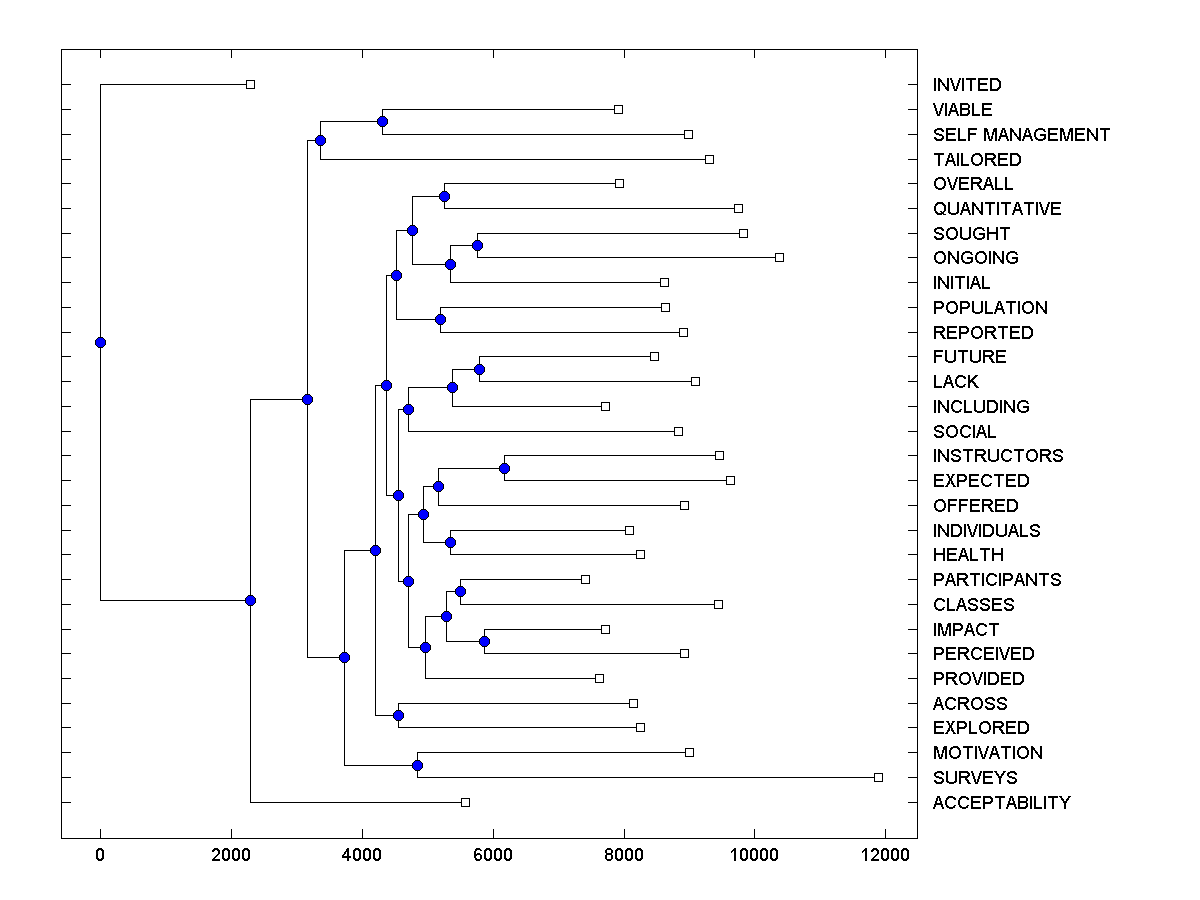 INVITED
VIABLE
SELF MANAGEMENT
TAILORED
OVERALL
QUANTITATIVE
SOUGHT
ONGOING
INITIAL
POPULATION
REPORTED
FUTURE
LACK
INCLUDING
SOCIAL
INSTRUCTORS
EXPECTED
OFFERED
INDIVIDUALS
HEALTH
PARTICIPANTS
CLASSES
IMPACT
PERCEIVED
PROVIDED
ACROSS
EXPLORED
MOTIVATION
SURVEYS
ACCEPTABILITY
0 2000 4000 6000 8000 10000 12000